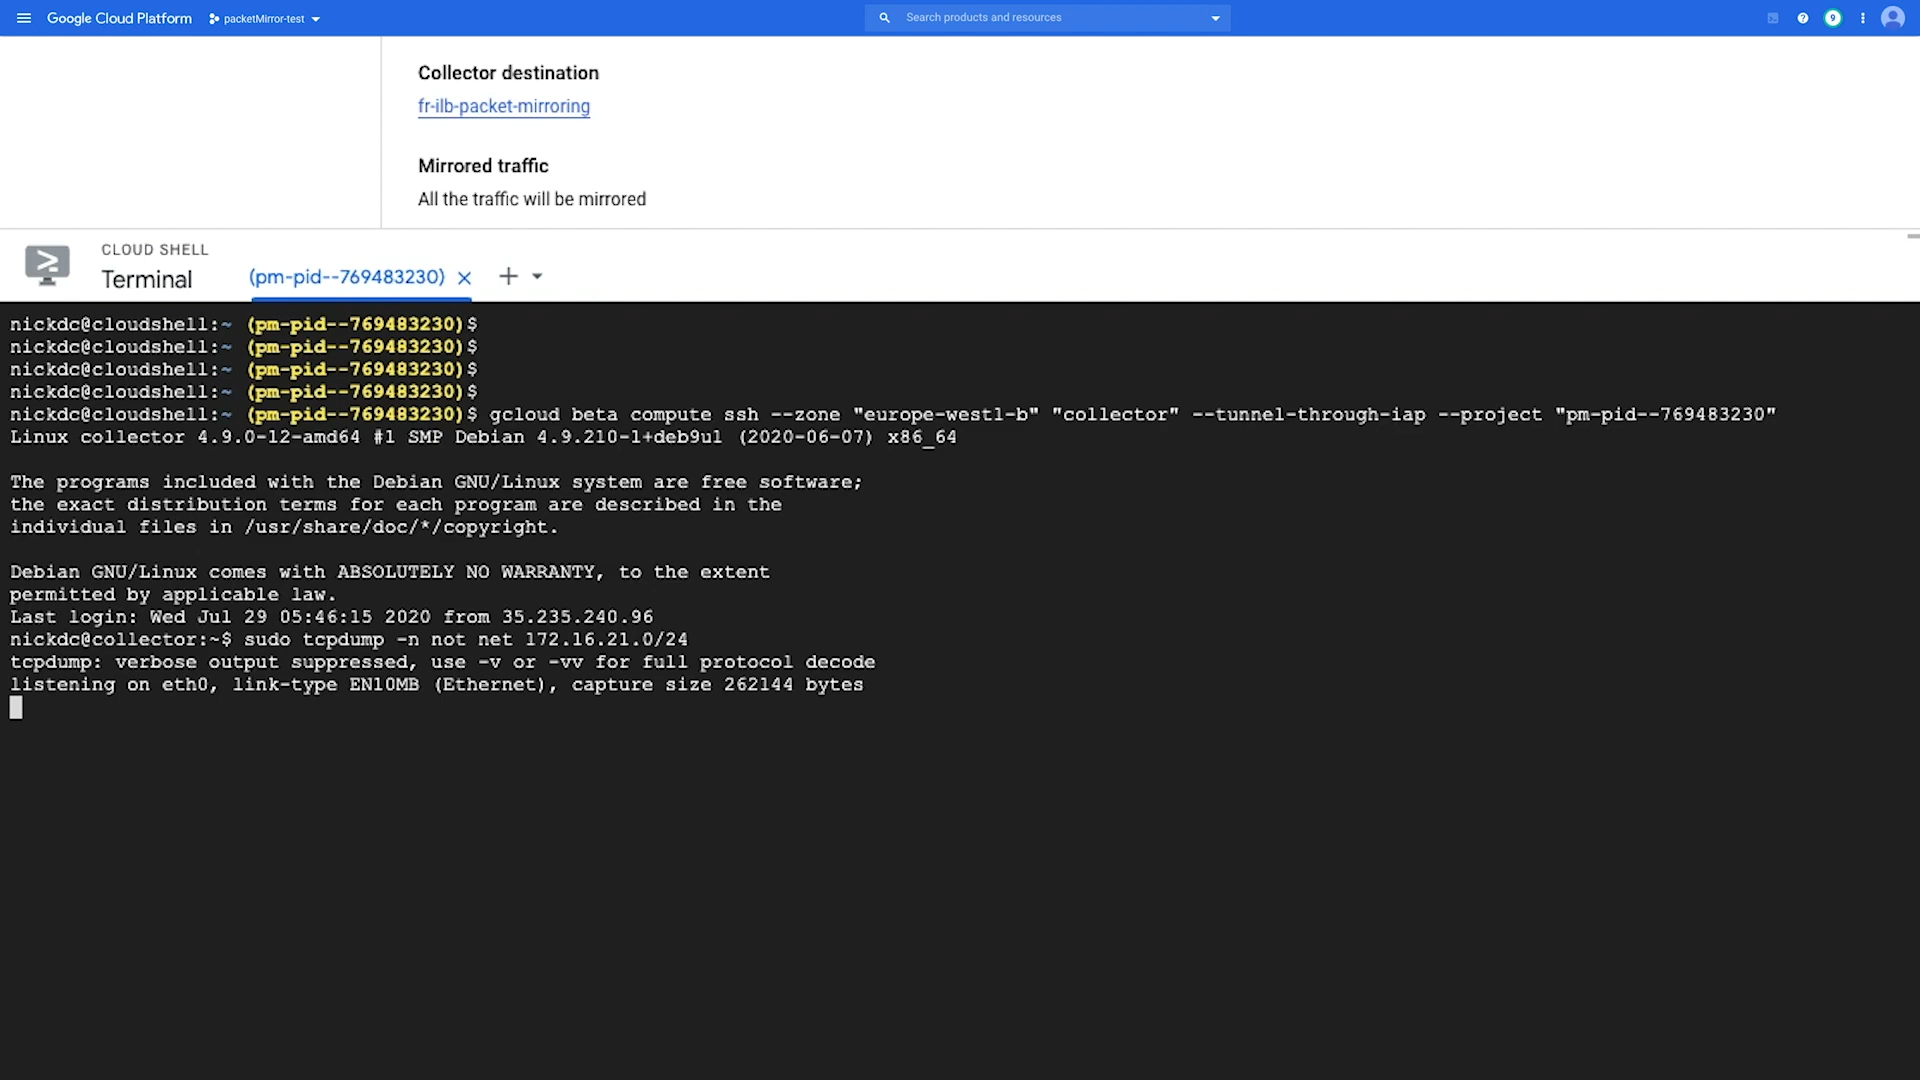 Google Cloud Platform packetMirror-test Search products and resources 9
Collector destination
fr-ilb-packet-mirroring
Mirrored traffic
All the traffic will be mirrored
CLOUD SHELL
Terminal (pm-pid--769483230)
nickdc@cloudshell:~ (pm-pid--769483230)$
nickdc@cloudshell:~ (pm-pid--769483230)$
nickdc@cloudshell:~ (pm-pid--769483230)$
nickdc@cloudshell:~ (pm-pid--769483230)$
nickdc@cloudshell:~ (pm-pid--769483230)$ gcloud beta compute ssh --zone "europe-west1-b" "collector" --tunnel-through-iap --project "pm-pid--769483230"
Linux collector 4.9.0-12-amd64 #1 SMP Debian 4.9.210-1+deb9u1 (2020-06-07) x86_64
The programs included with the Debian GNU/Linux system are free software;
the exact distribution terms for each program are described in the
individual files in /usr/share/doc/*/copyright.
Debian GNU/Linux comes with ABSOLUTELY NO WARRANTY, to the extent
permitted by applicable law.
Last login: Wed Jul 29 05:46:15 2020 from 35.235.240.96
nickdc@collector:~$ sudo tcpdump -n not net 172.16.21.0/24
tcpdump: verbose output suppressed, use -v or -vv for full protocol decode
listening on eth0, link-type EN10MB (Ethernet), capture size 262144 bytes